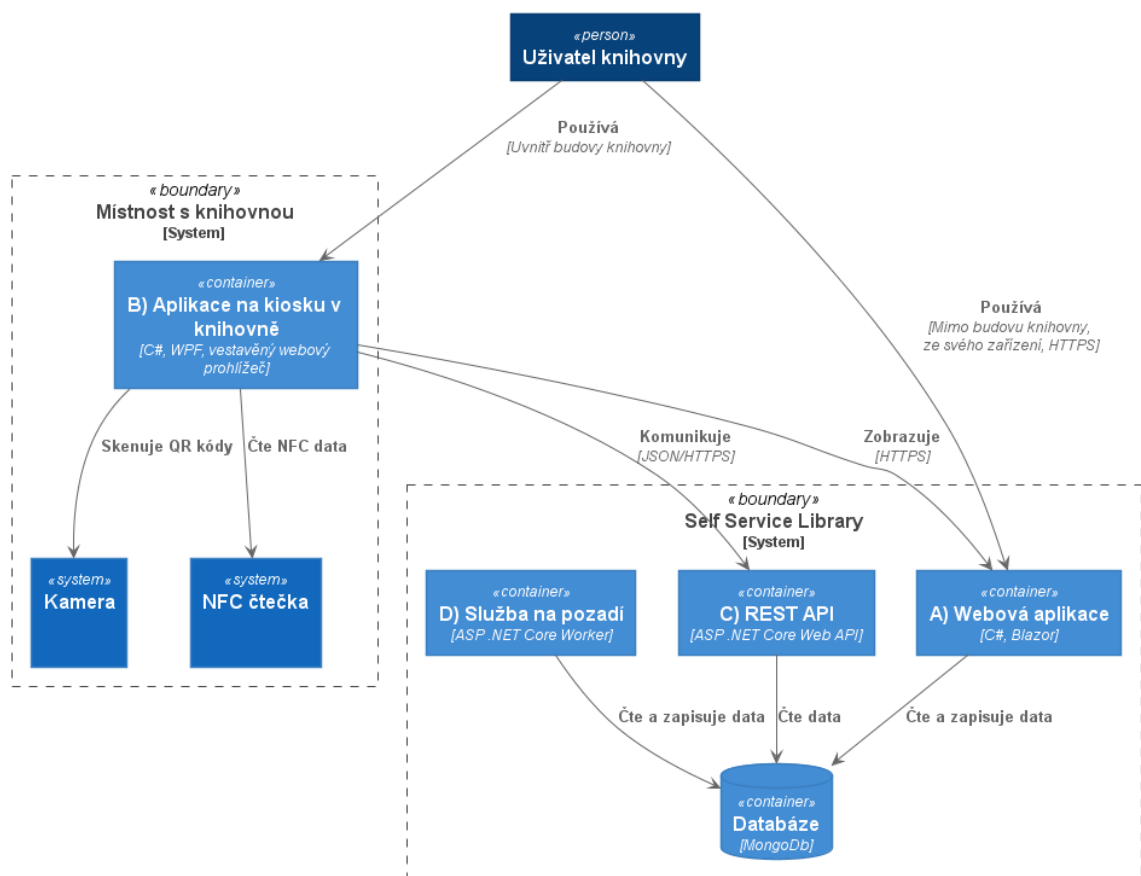 «person»
Uživatel knihovny
Používá
[Uvnitř budovy knihovny]
«boundary»
Místnost s knihovnou
[System]
«container»
B) Aplikace na kiosku v
knihovně
[C#, WPF, vestavěný webový
prohlížeč]
Používá
[Mimo budovu knihovny,
ze svého zařízení, HTTPS]
Skenuje QR kódy
Čte NFC data
Komunikuje
[JSON/HTTPS]
Zobrazuje
[HTTPS]
«boundary»
Self Service Library
[System]
«system»
Kamera
«system»
NFC čtečka
«container»
D) Služba na pozadí
[ASP .NET Core Worker]
«container»
C) REST API
[ASP .NET Core Web API]
«container»
A) Webová aplikace
[C#, Blazor]
Čte a zapisuje data
Čte data
Čte a zapisuje data
«container»
Databáze
[MongoDb]